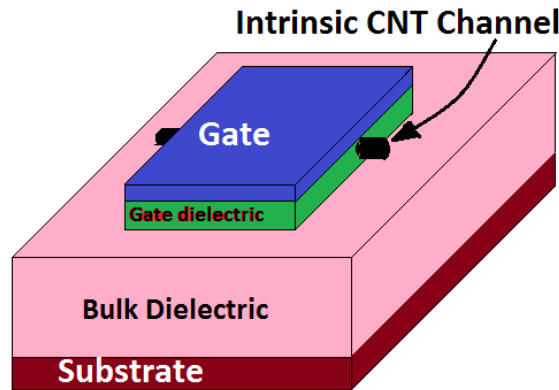 Intrinsic CNT Channel
Gate
Gate dielectric
Bulk Dielectric
Substrate